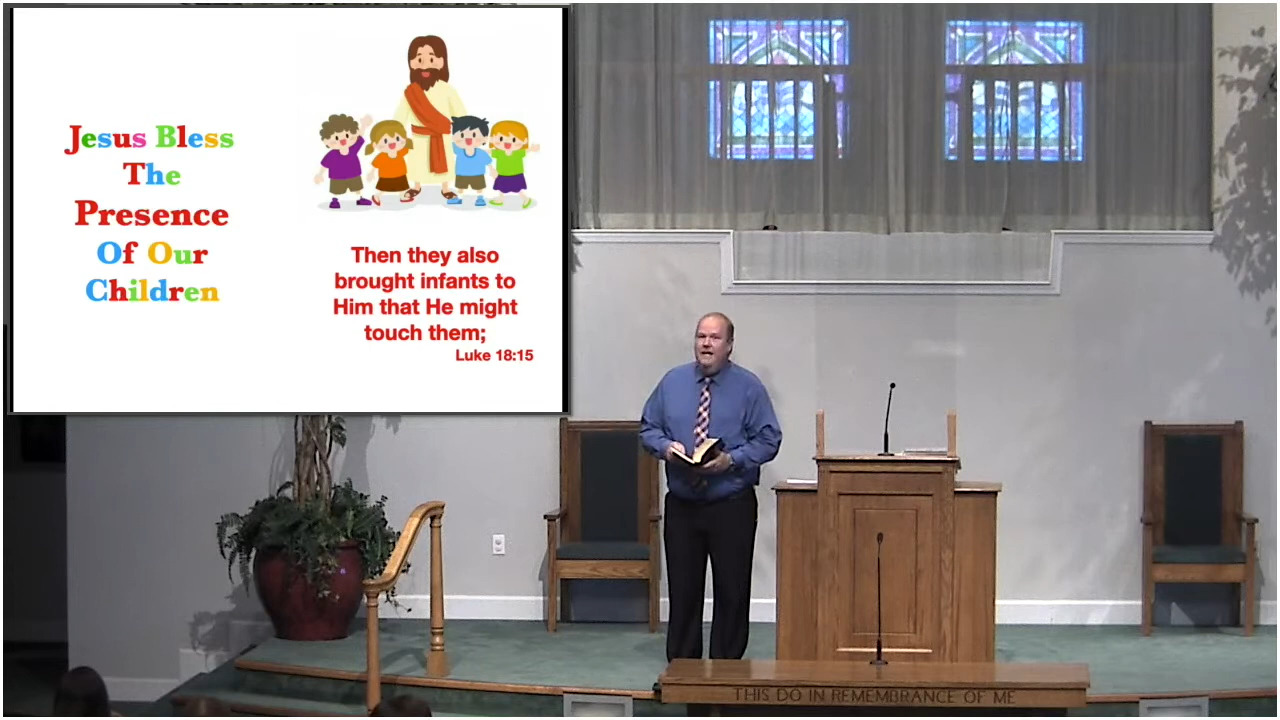 Jesus Bless
The
Presence
Of Our
Children
Then they also
brought infants to
Him that He might
touch them;
Luke 18:15
THIS DO IN REMEMBRANCE OF ME